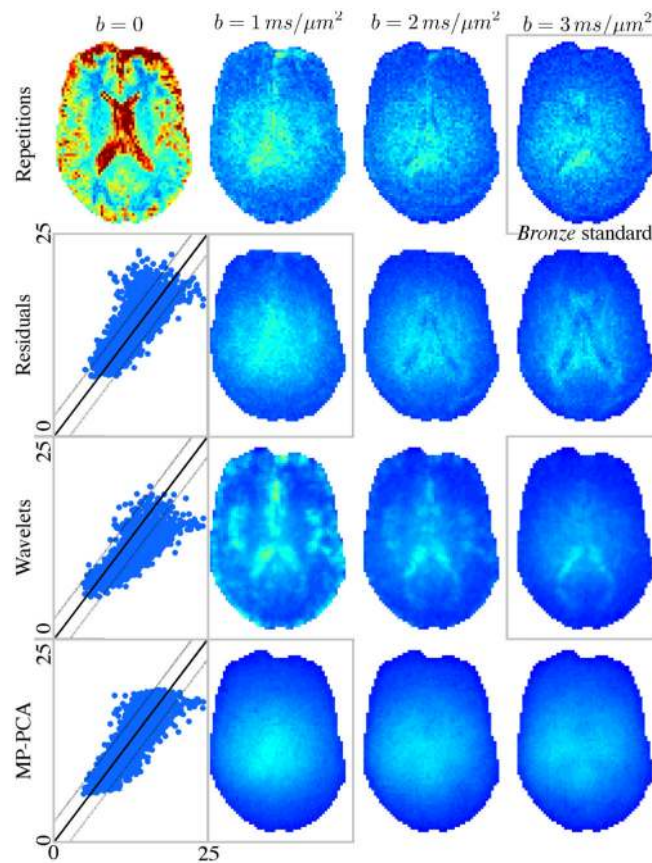 b = 0
b = 1 ms/μm²
b = 2 ms/μm²
b = 3 ms/μm²
Repetitions
Bronze standard
25
Residuals
0
25
Wavelets
0
25
MP-PCA
0
0
25